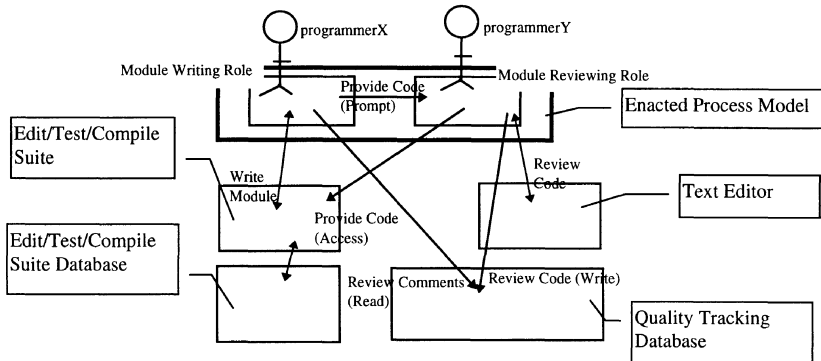 programmerX
programmerY
Module Writing Role
Module Reviewing Role
Provide Code
(Prompt)
Enacted Process Model
Edit/Test/Compile
Suite
Write
Module
Review
Code
Text Editor
Provide Code
(Access)
Edit/Test/Compile
Suite Database
Review Comments
(Read)
Review Code (Write)
Quality Tracking
Database